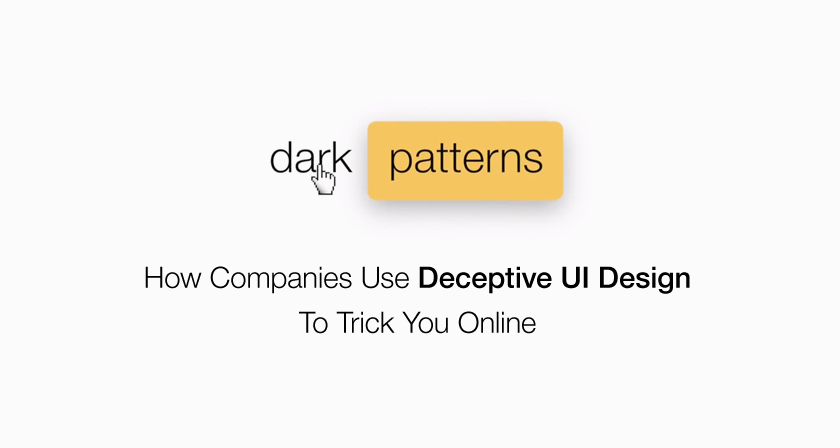 dark patterns
How Companies Use Deceptive UI Design
To Trick You Online